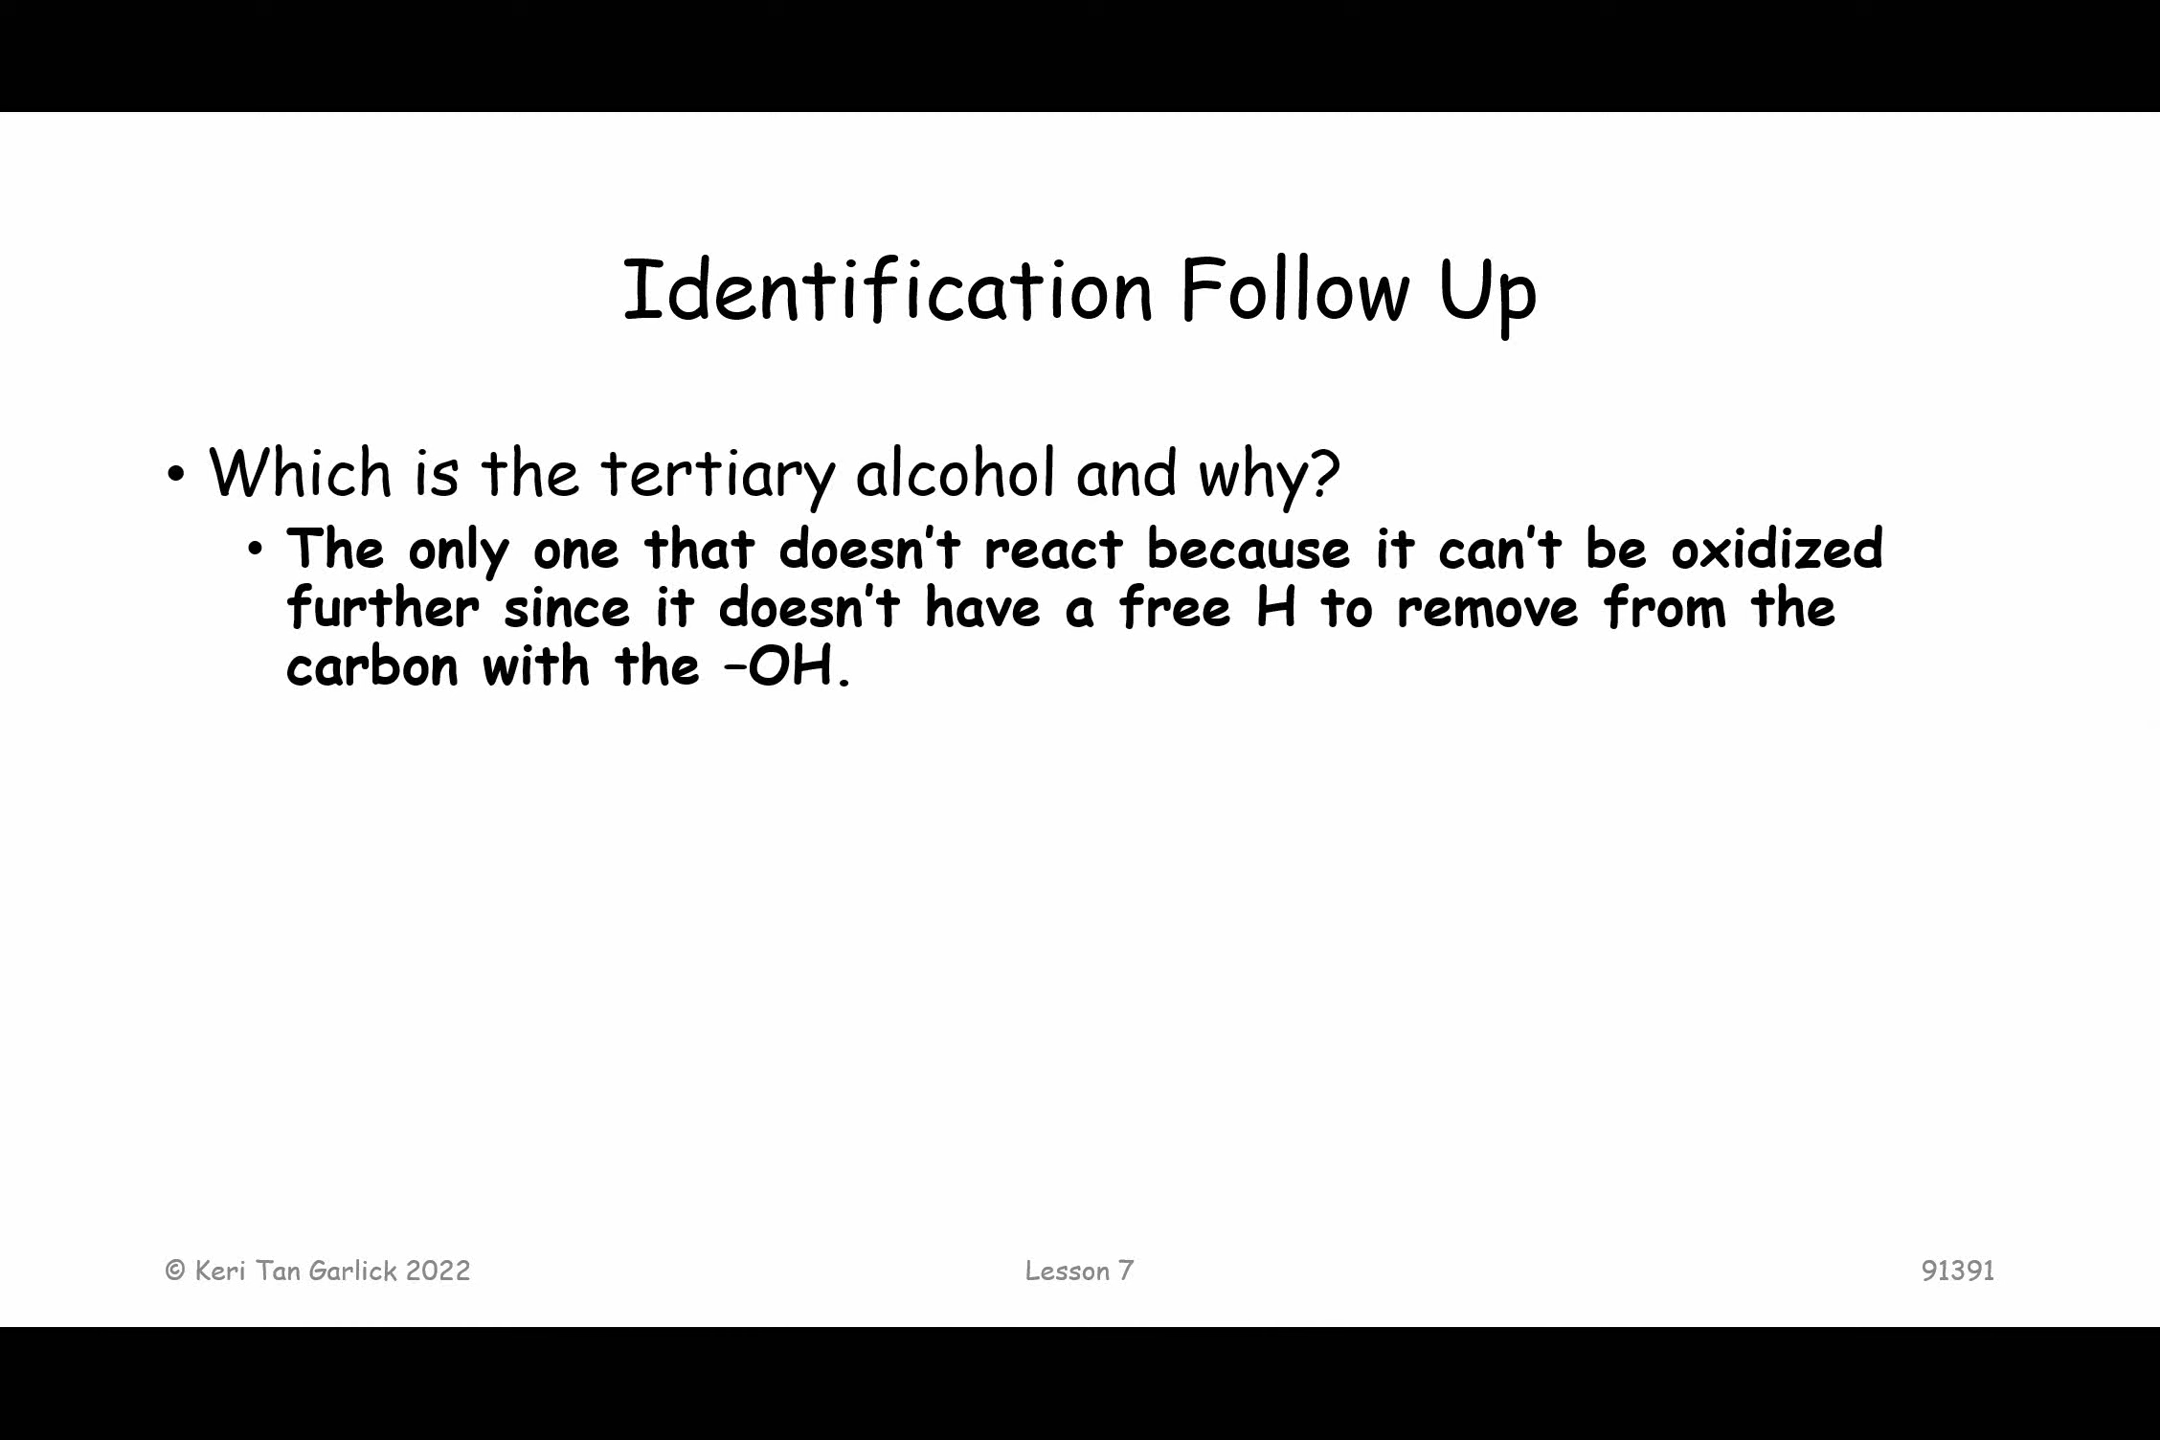 Identification Follow Up
• Which is the tertiary alcohol and why?
• The only one that doesn't react because it can't be oxidized
further since it doesn't have a free H to remove from the
carbon with the –OH.
© Keri Tan Garlick 2022
Lesson 7
91391